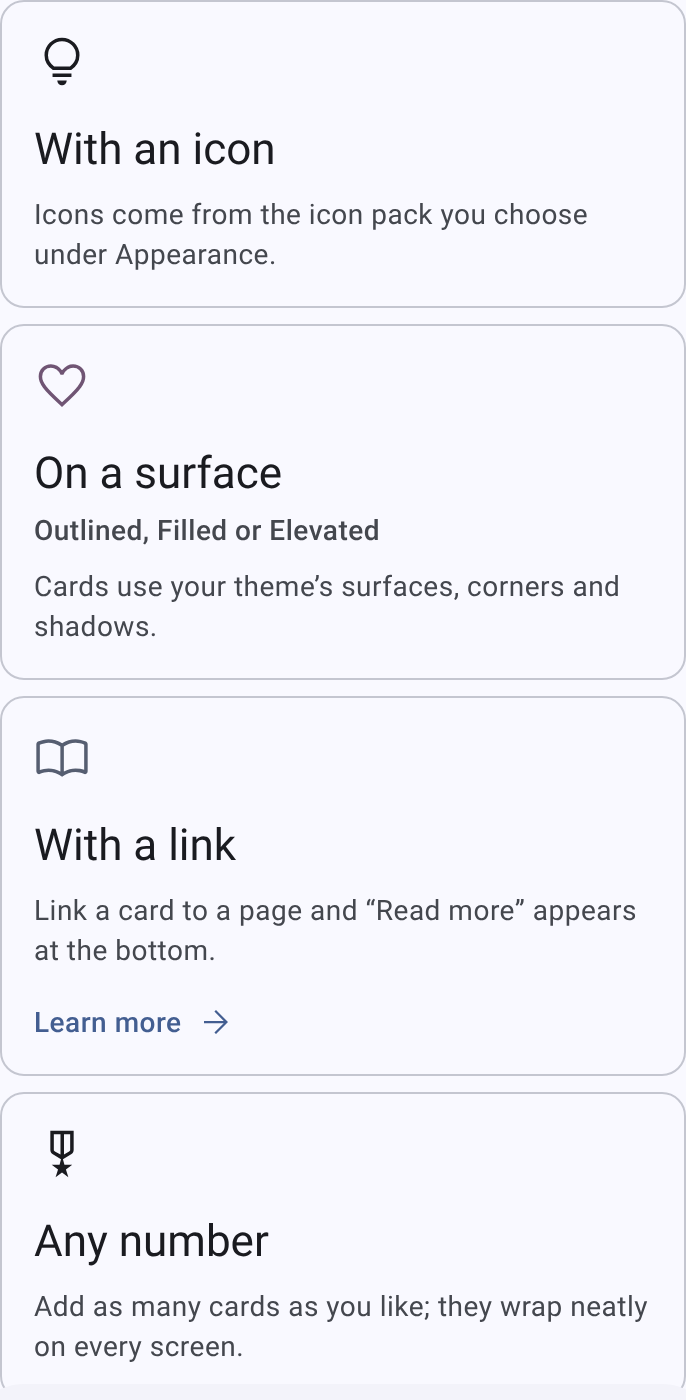 With an icon
Icons come from the icon pack you choose
under Appearance.
On a surface
Outlined, Filled or Elevated
Cards use your theme’s surfaces, corners and
shadows.
With a link
Link a card to a page and “Read more” appears
at the bottom.
Learn more
Any number
Add as many cards as you like; they wrap neatly
on every screen.